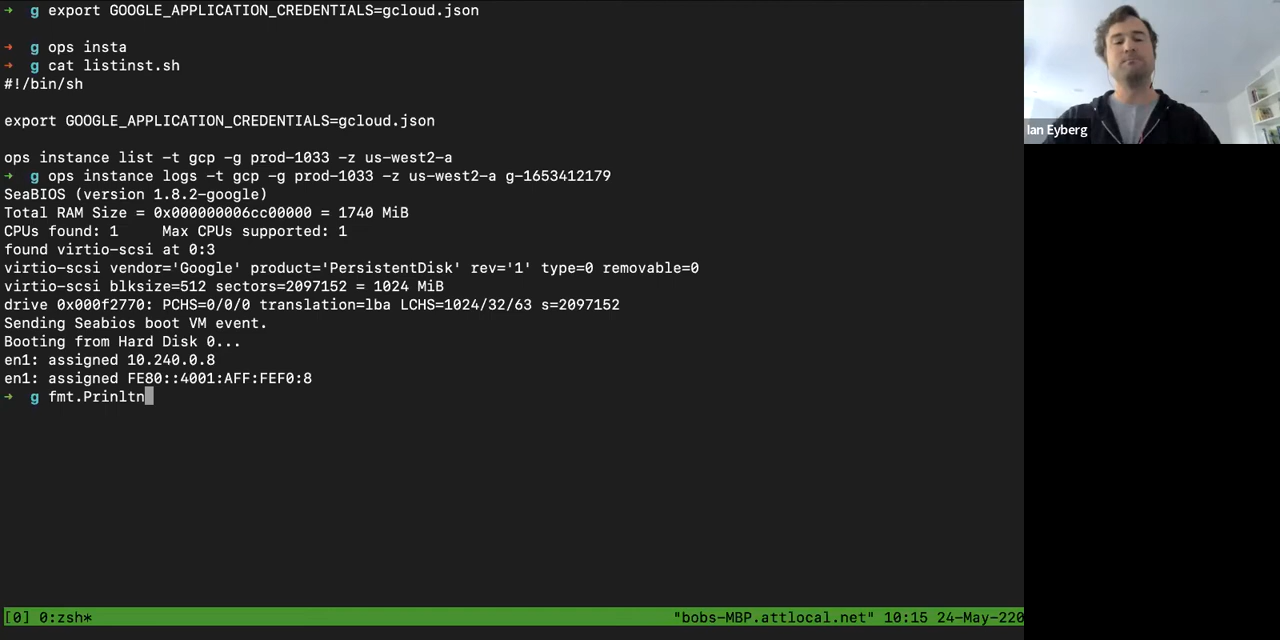 ➜  g export GOOGLE_APPLICATION_CREDENTIALS=gcloud.json
➜  g ops insta
➜  g cat listinst.sh
#!/bin/sh
export GOOGLE_APPLICATION_CREDENTIALS=gcloud.json
ops instance list -t gcp -g prod-1033 -z us-west2-a
➜  g ops instance logs -t gcp -g prod-1033 -z us-west2-a g-1653412179
SeaBIOS (version 1.8.2-google)
Total RAM Size = 0x000000006cc00000 = 1740 MiB
CPUs found: 1     Max CPUs supported: 1
found virtio-scsi at 0:3
virtio-scsi vendor='Google' product='PersistentDisk' rev='1' type=0 removable=0
virtio-scsi blksize=512 sectors=2097152 = 1024 MiB
drive 0x000f2770: PCHS=0/0/0 translation=lba LCHS=1024/32/63 s=2097152
Sending Seabios boot VM event.
Booting from Hard Disk 0...
en1: assigned 10.240.0.8
en1: assigned FE80::4001:AFF:FEF0:8
➜  g fmt.Prinltn
[0] 0:zsh* "bobs-MBP.attlocal.net" 10:15 24-May-220
Ian Eyberg